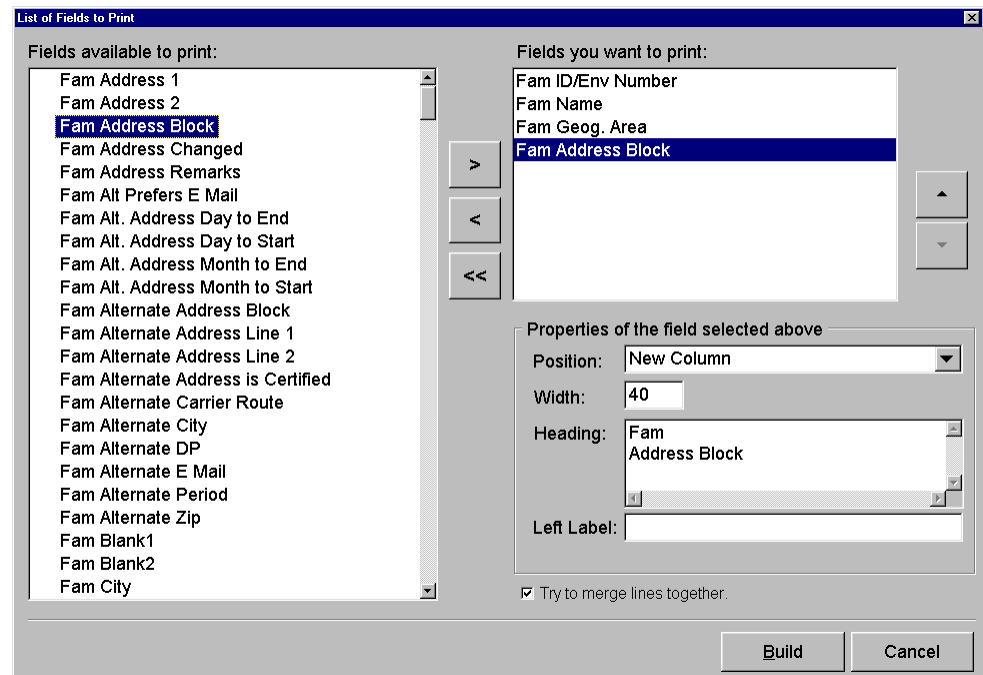 List of Fields to Print
Fields available to print:
Fam Address 1
Fam Address 2
Fam Address Block
Fam Address Changed
Fam Address Remarks
Fam Alt Prefers E Mail
Fam Alt. Address Day to End
Fam Alt. Address Day to Start
Fam Alt. Address Month to End
Fam Alt. Address Month to Start
Fam Alternate Address Block
Fam Alternate Address Line 1
Fam Alternate Address Line 2
Fam Alternate Address is Certified
Fam Alternate Carrier Route
Fam Alternate City
Fam Alternate DP
Fam Alternate E Mail
Fam Alternate Period
Fam Alternate Zip
Fam Blank1
Fam Blank2
Fam City
>
<
<<
Fields you want to print:
Fam ID/Env Number
Fam Name
Fam Geog. Area
Fam Address Block
Properties of the field selected above
Position: New Column
Width: 40
Heading: Fam
Address Block
Left Label:
Try to merge lines together.
Build Cancel